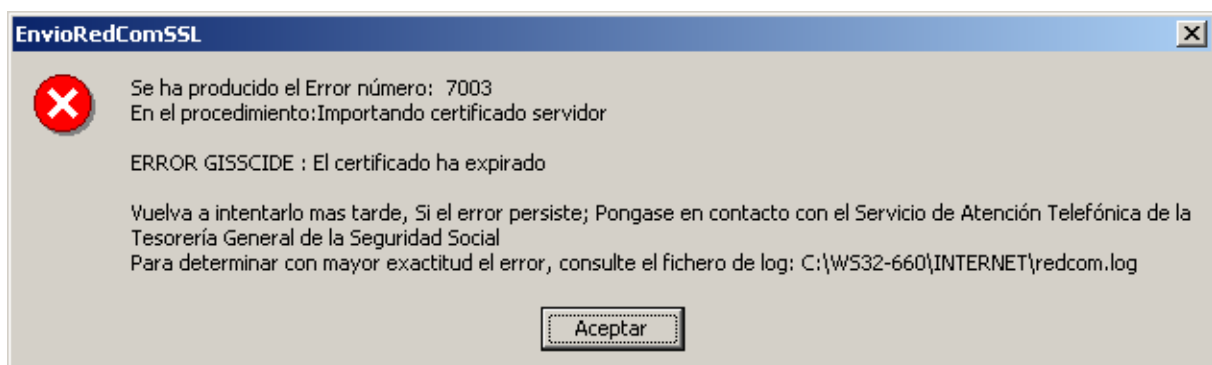 EnvioRedComSSL
Se ha producido el Error número:  7003
En el procedimiento:Importando certificado servidor
ERROR GISSCIDE : El certificado ha expirado
Vuelva a intentarlo mas tarde, Si el error persiste; Pongase en contacto con el Servicio de Atención Telefónica de la
Tesorería General de la Seguridad Social
Para determinar con mayor exactitud el error, consulte el fichero de log: C:\WS32-660\INTERNET\redcom.log
Aceptar